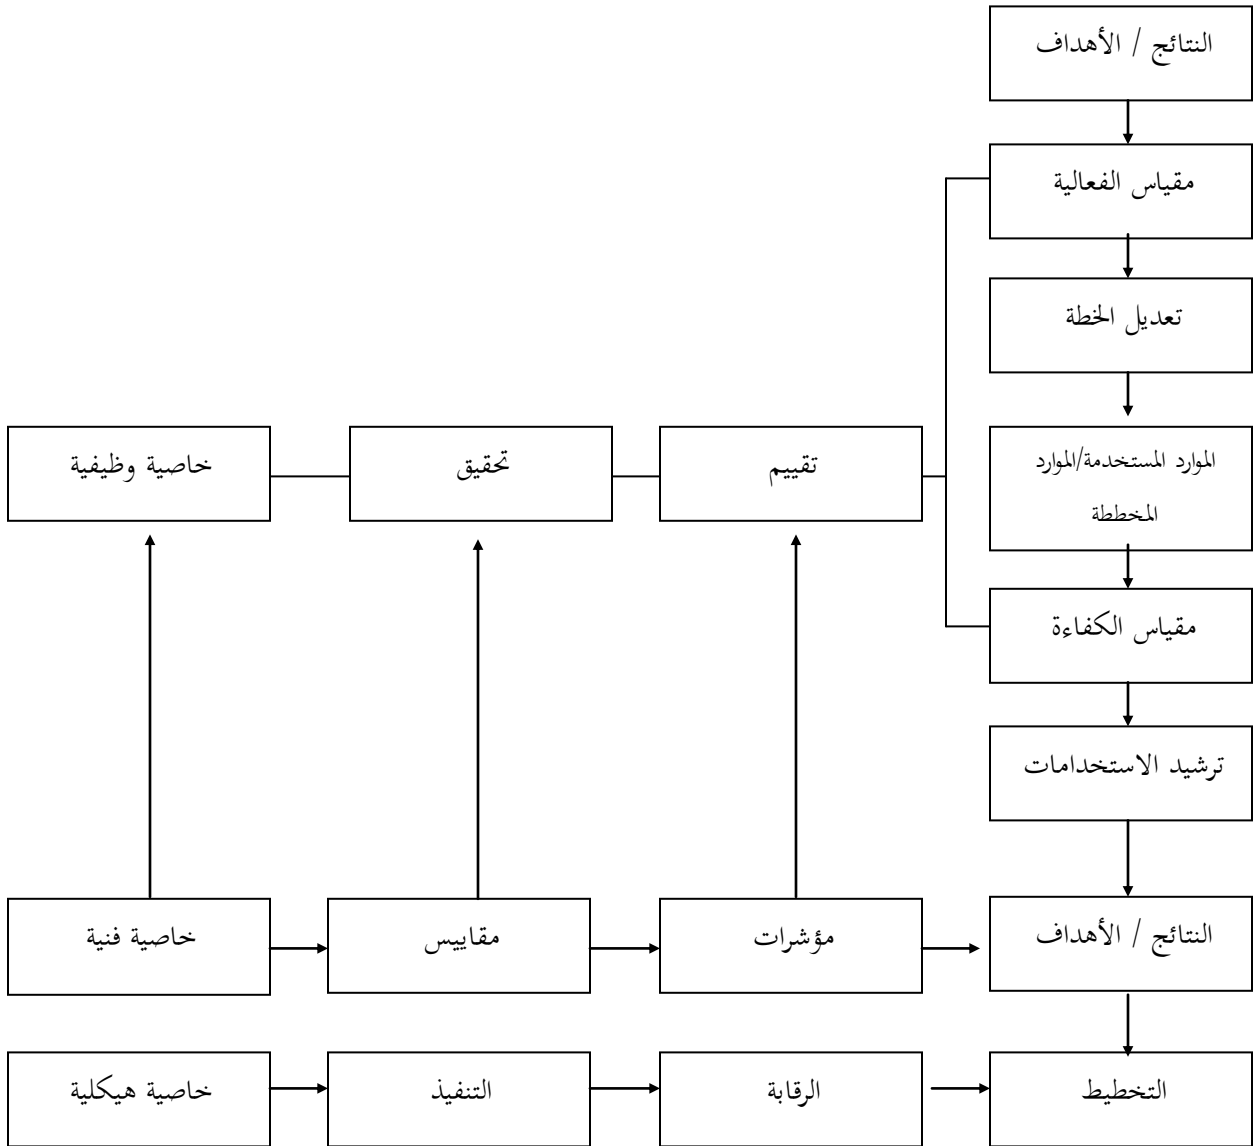 النتائج / الأهداف
مقياس الفعالية
تعديل الخطة
الموارد المستخدمة/الموارد
المخططة
تقييم
تحقيق
خاصية وظيفية
مقياس الكفاءة
ترشيد الاستخدامات
النتائج / الأهداف
مؤشرات
مقاييس
خاصية فنية
التخطيط
الرقابة
التنفيذ
خاصية هيكلية